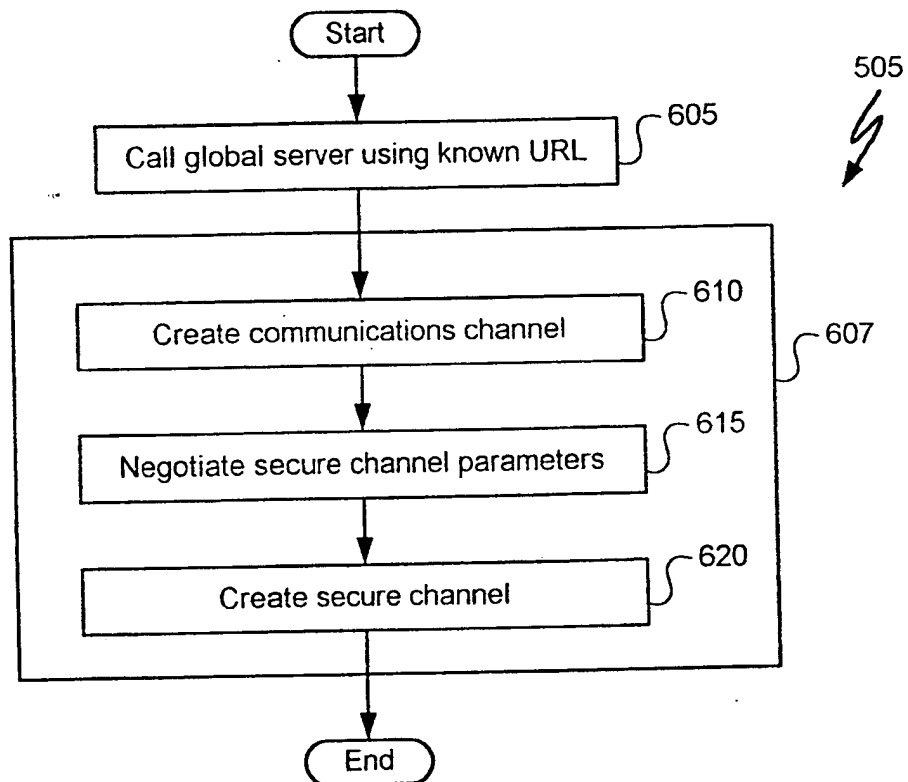 Start
505
Call global server using known URL
605
Create communications channel
610
607
Negotiate secure channel parameters
615
Create secure channel
620
End